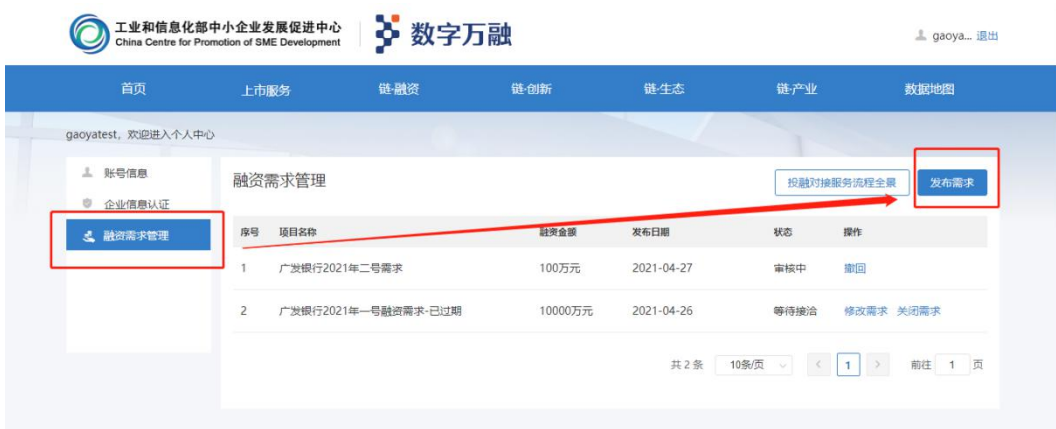 工业和信息化部中小企业发展促进中心
China Centre for Promotion of SME Development
数字万融
gaoya... 退出
首页 上市服务 链-融资 链-创新 链-生态 链-产业 数据地图
gaoyatest，欢迎进入个人中心
账号信息
企业信息认证
融资需求管理
融资需求管理
投融对接服务流程全景 发布需求
序号 项目名称 融资金额 发布日期 状态 操作
1 广发银行2021年二号需求 100万元 2021-04-27 审核中 撤回
2 广发银行2021年一号融资需求-已过期 10000万元 2021-04-26 等待接洽 修改需求 关闭需求
共 2 条 10条/页 < 1 > 前往 1 页